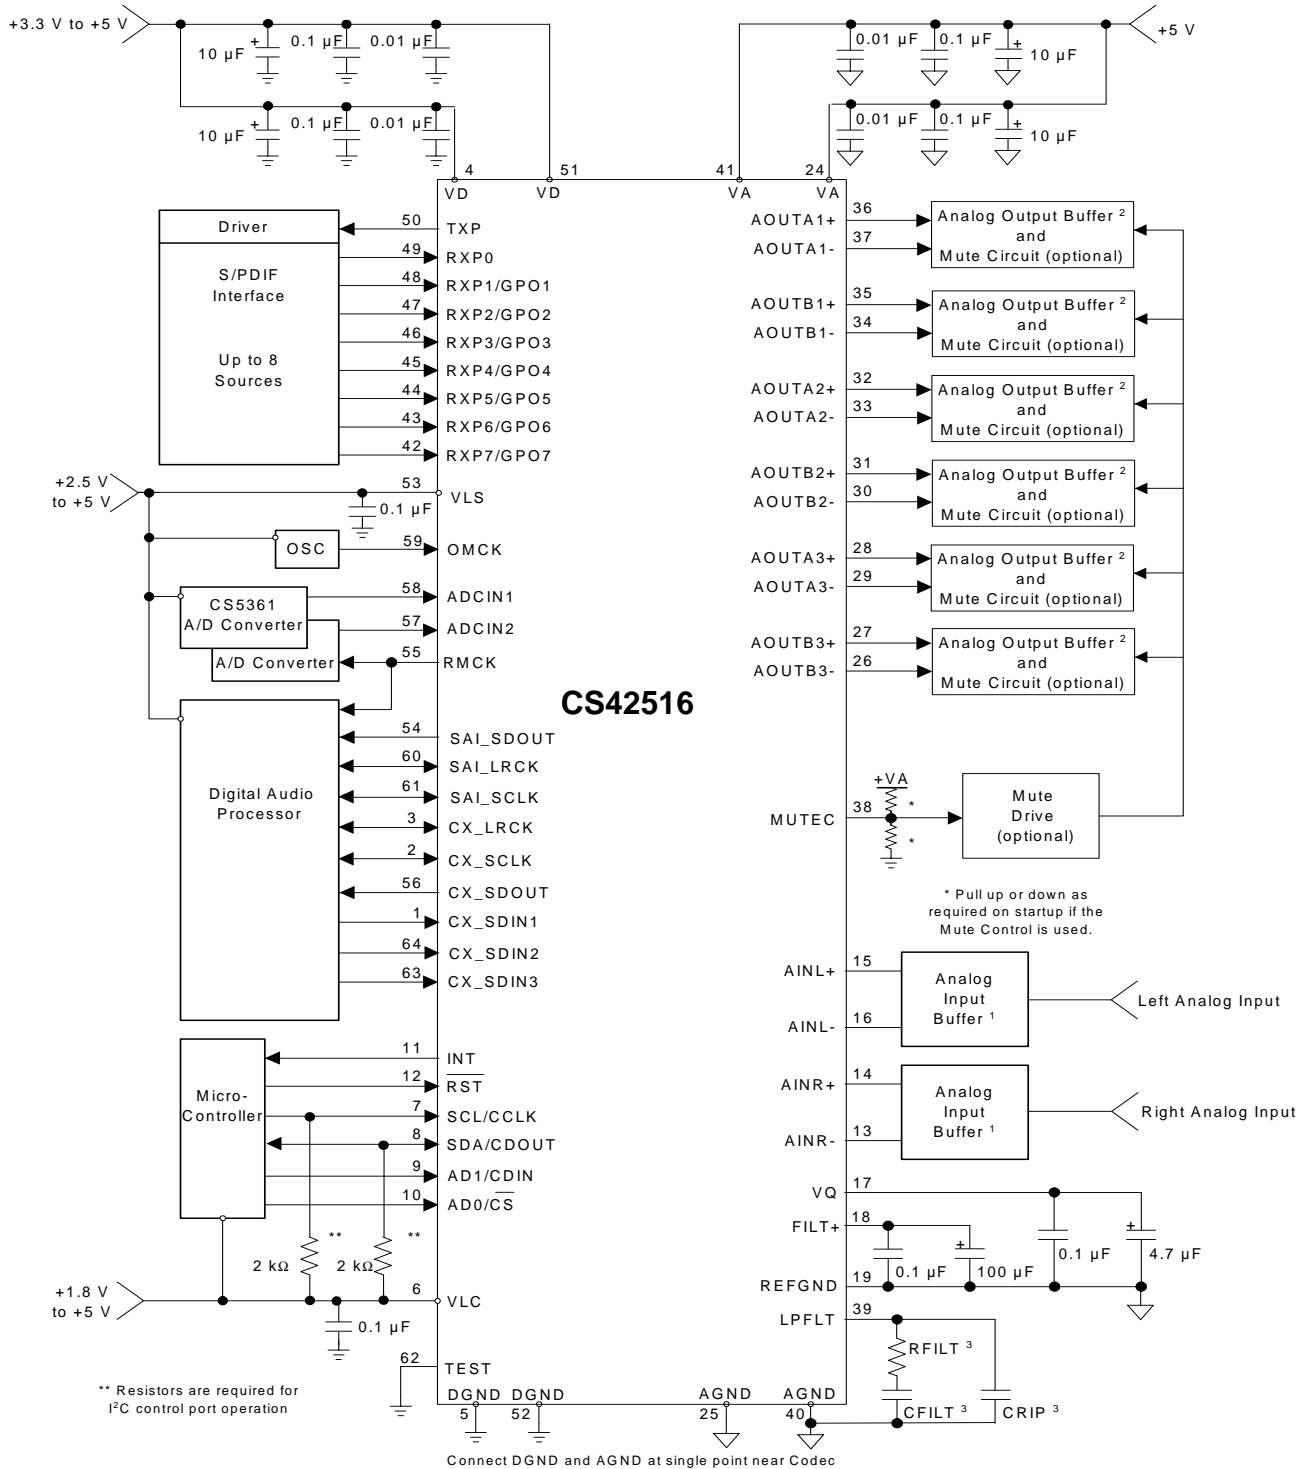 +3.3 V to +5 V
10 µF
+
0.1 µF
0.01 µF
10 µF
+
0.1 µF
0.01 µF
0.01 µF
0.1 µF
+
10 µF
+5 V
0.01 µF
0.1 µF
+
10 µF
4
51
41
24
VD
VD
VA
VA
Driver
S/PDIF
Interface
Up to 8
Sources
50
TXP
49
RXP0
48
RXP1/GPO1
47
RXP2/GPO2
46
RXP3/GPO3
45
RXP4/GPO4
44
RXP5/GPO5
43
RXP6/GPO6
42
RXP7/GPO7
+2.5 V
to +5 V
53
VLS
0.1 µF
OSC
59
OMCK
CS5361
A/D Converter
A/D Converter
58
ADCIN1
57
ADCIN2
55
RMCK
CS42516
Digital Audio
Processor
54
SAI_SDOUT
60
SAI_LRCK
61
SAI_SCLK
3
CX_LRCK
2
CX_SCLK
56
CX_SDOUT
1
CX_SDIN1
64
CX_SDIN2
63
CX_SDIN3
Micro-
Controller
11
INT
12
RST
7
SCL/CCLK
8
SDA/CDOUT
9
AD1/CDIN
10
AD0/CS
**
2 kΩ
**
2 kΩ
+1.8 V
to +5 V
6
VLC
0.1 µF
62
TEST
** Resistors are required for
I²C control port operation
DGND
DGND
AGND
AGND
5
52
25
40
Connect DGND and AGND at single point near Codec
AOUTA1+
36
AOUTA1-
37
Analog Output Buffer ²
and
Mute Circuit (optional)
AOUTB1+
35
AOUTB1-
34
Analog Output Buffer ²
and
Mute Circuit (optional)
AOUTA2+
32
AOUTA2-
33
Analog Output Buffer ²
and
Mute Circuit (optional)
AOUTB2+
31
AOUTB2-
30
Analog Output Buffer ²
and
Mute Circuit (optional)
AOUTA3+
28
AOUTA3-
29
Analog Output Buffer ²
and
Mute Circuit (optional)
AOUTB3+
27
AOUTB3-
26
Analog Output Buffer ²
and
Mute Circuit (optional)
MUTEC
38
+VA
*
*
Mute
Drive
(optional)
* Pull up or down as
required on startup if the
Mute Control is used.
AINL+
15
AINL-
16
Analog
Input
Buffer ¹
Left Analog Input
AINR+
14
AINR-
13
Analog
Input
Buffer ¹
Right Analog Input
VQ
17
FILT+
18
0.1 µF
+
100 µF
0.1 µF
+
4.7 µF
REFGND
19
LPFLT
39
RFILT ³
CFILT ³
CRIP ³